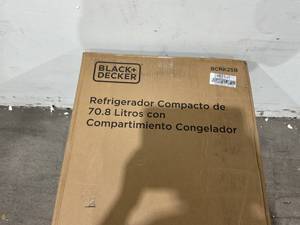 BLACK+
DECKER
BCRK25B
Refrigerador Compacto de
70.8 Litros con
Compartimiento Congelador